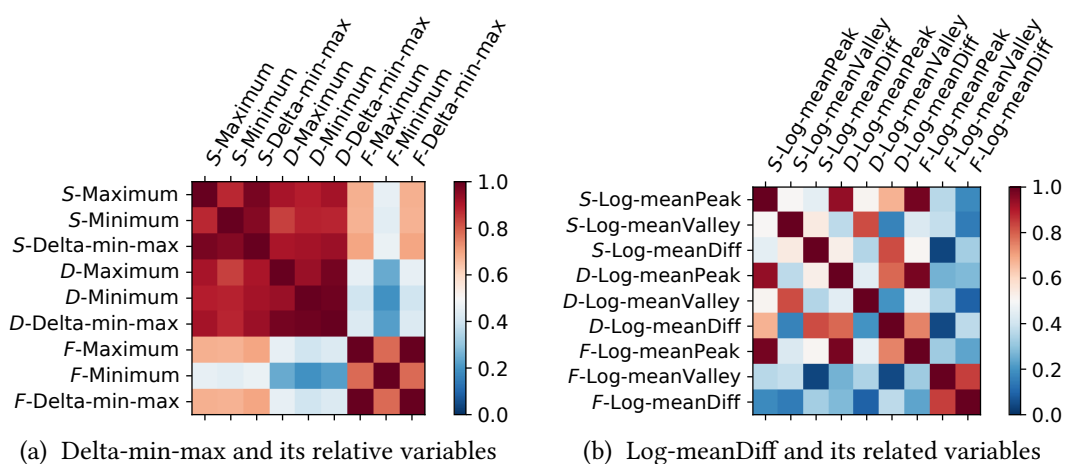 S-Maximum
S-Minimum
S-Delta-min-max
D-Maximum
D-Minimum
D-Delta-min-max
F-Maximum
F-Minimum
F-Delta-min-max
S-Maximum
S-Minimum
S-Delta-min-max
D-Maximum
D-Minimum
D-Delta-min-max
F-Maximum
F-Minimum
F-Delta-min-max
1.0
0.8
0.6
0.4
0.2
0.0
(a) Delta-min-max and its relative variables
S-Log-meanPeak
S-Log-meanValley
S-Log-meanDiff
D-Log-meanPeak
D-Log-meanValley
D-Log-meanDiff
F-Log-meanPeak
F-Log-meanValley
F-Log-meanDiff
S-Log-meanPeak
S-Log-meanValley
S-Log-meanDiff
D-Log-meanPeak
D-Log-meanValley
D-Log-meanDiff
F-Log-meanPeak
F-Log-meanValley
F-Log-meanDiff
1.0
0.8
0.6
0.4
0.2
0.0
(b) Log-meanDiff and its related variables